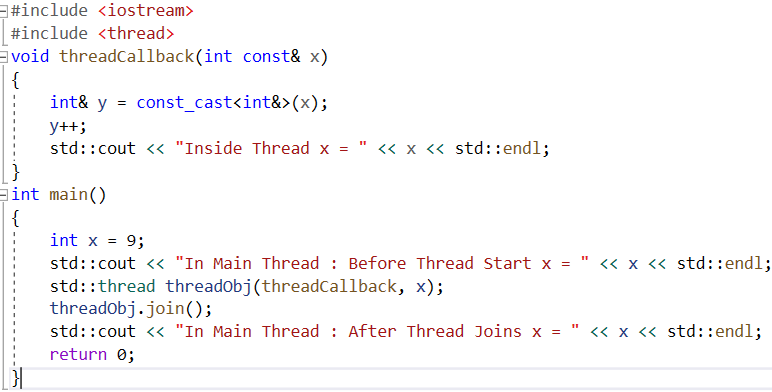 #include <iostream>
#include <thread>
void threadCallback(int const& x)
{
    int& y = const_cast<int&>(x);
    y++;
    std::cout << "Inside Thread x = " << x << std::endl;
}
int main()
{
    int x = 9;
    std::cout << "In Main Thread : Before Thread Start x = " << x << std::endl;
    std::thread threadObj(threadCallback, x);
    threadObj.join();
    std::cout << "In Main Thread : After Thread Joins x = " << x << std::endl;
    return 0;
}